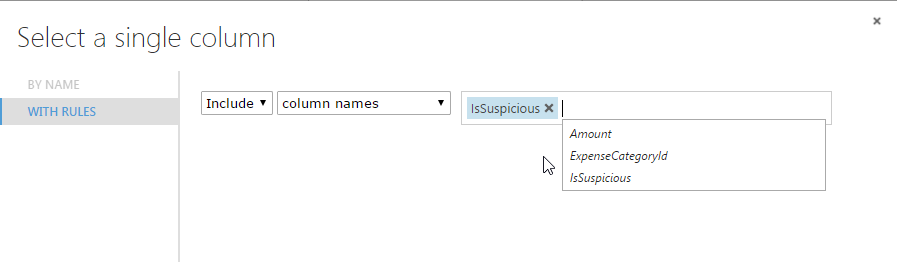 Select a single column
BY NAME
WITH RULES
Include
column names
IsSuspicious
Amount
ExpenseCategoryId
IsSuspicious